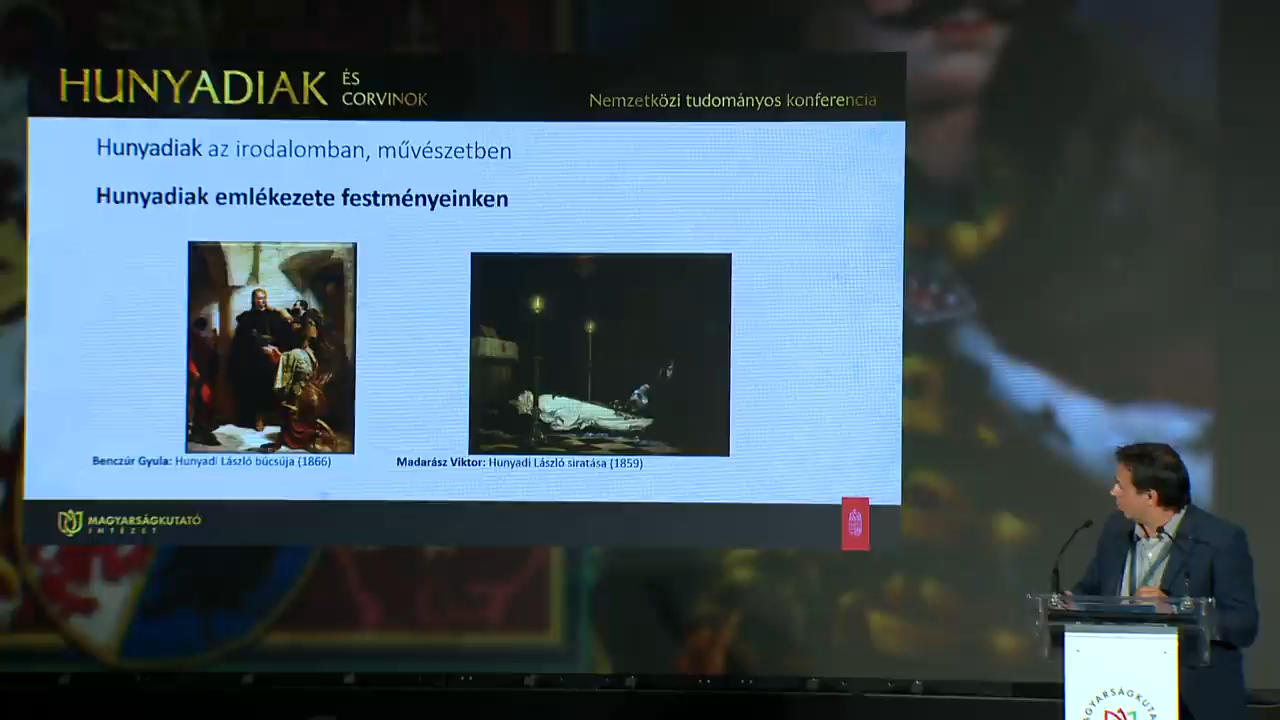 HUNYADIAK ÉS
CORVINOK
Nemzetközi tudományos konferencia
Hunyadiak az irodalomban, művészetben
Hunyadiak emlékezete festményeinken
Benczúr Gyula: Hunyadi László búcsúja (1866)
Madarász Viktor: Hunyadi László siratása (1859)
MAGYARSÁGKUTATÓ
INTÉZET